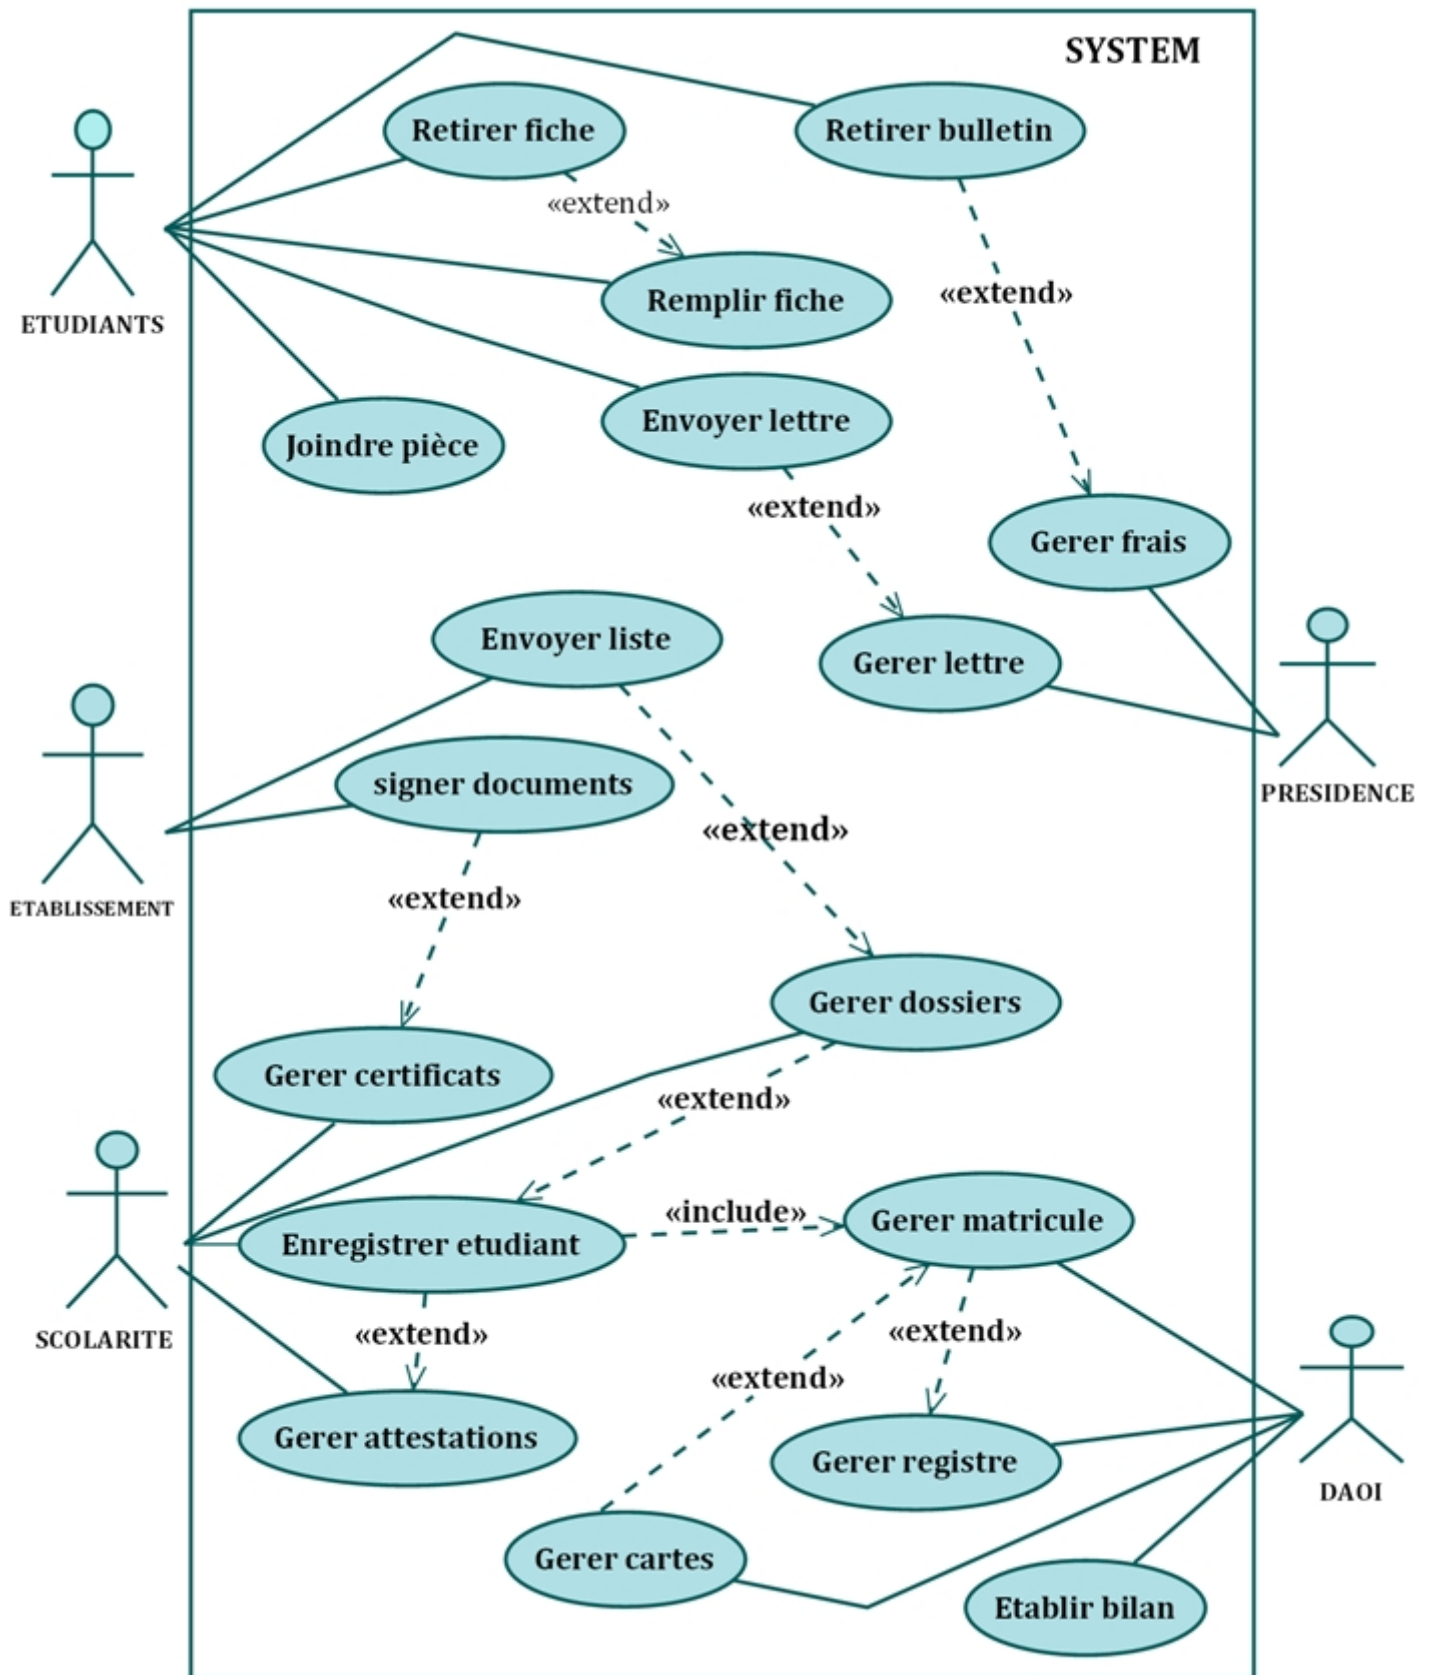 SYSTEM
Retirer fiche
Retirer bulletin
«extend»
«extend»
Remplir fiche
ETUDIANTS
Envoyer lettre
Joindre pièce
«extend»
Gerer frais
Envoyer liste
Gerer lettre
signer documents
PRESIDENCE
«extend»
«extend»
ETABLISSEMENT
Gerer dossiers
Gerer certificats
«extend»
«include»
Gerer matricule
Enregistrer etudiant
«extend»
«extend»
SCOLARITE
«extend»
Gerer attestations
Gerer registre
DAOI
Gerer cartes
Etablir bilan